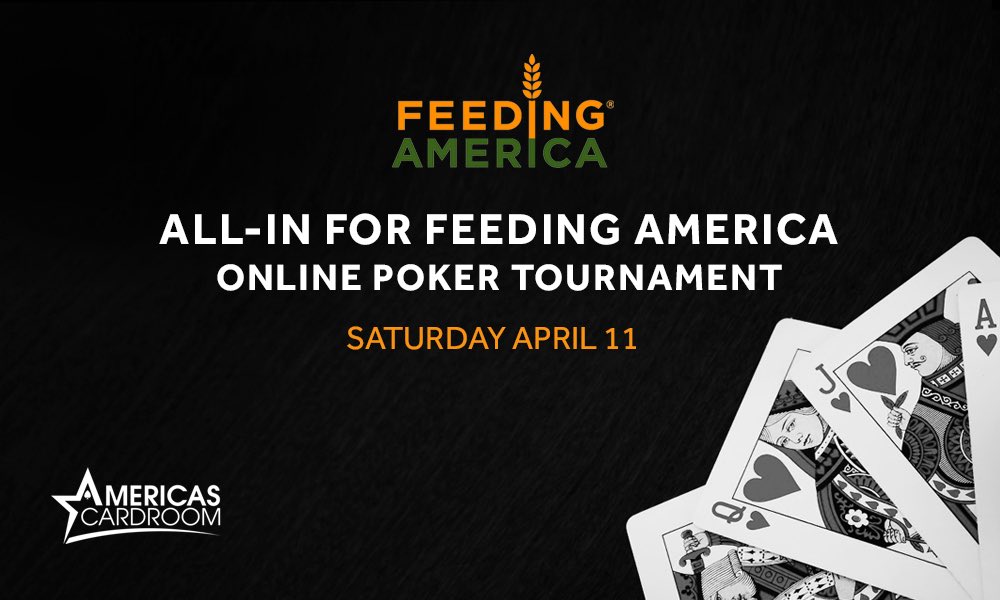 FEEDING®
AMERICA
ALL-IN FOR FEEDING AMERICA
ONLINE POKER TOURNAMENT
SATURDAY APRIL 11
A
J
Q
AMERICAS
CARDROOM